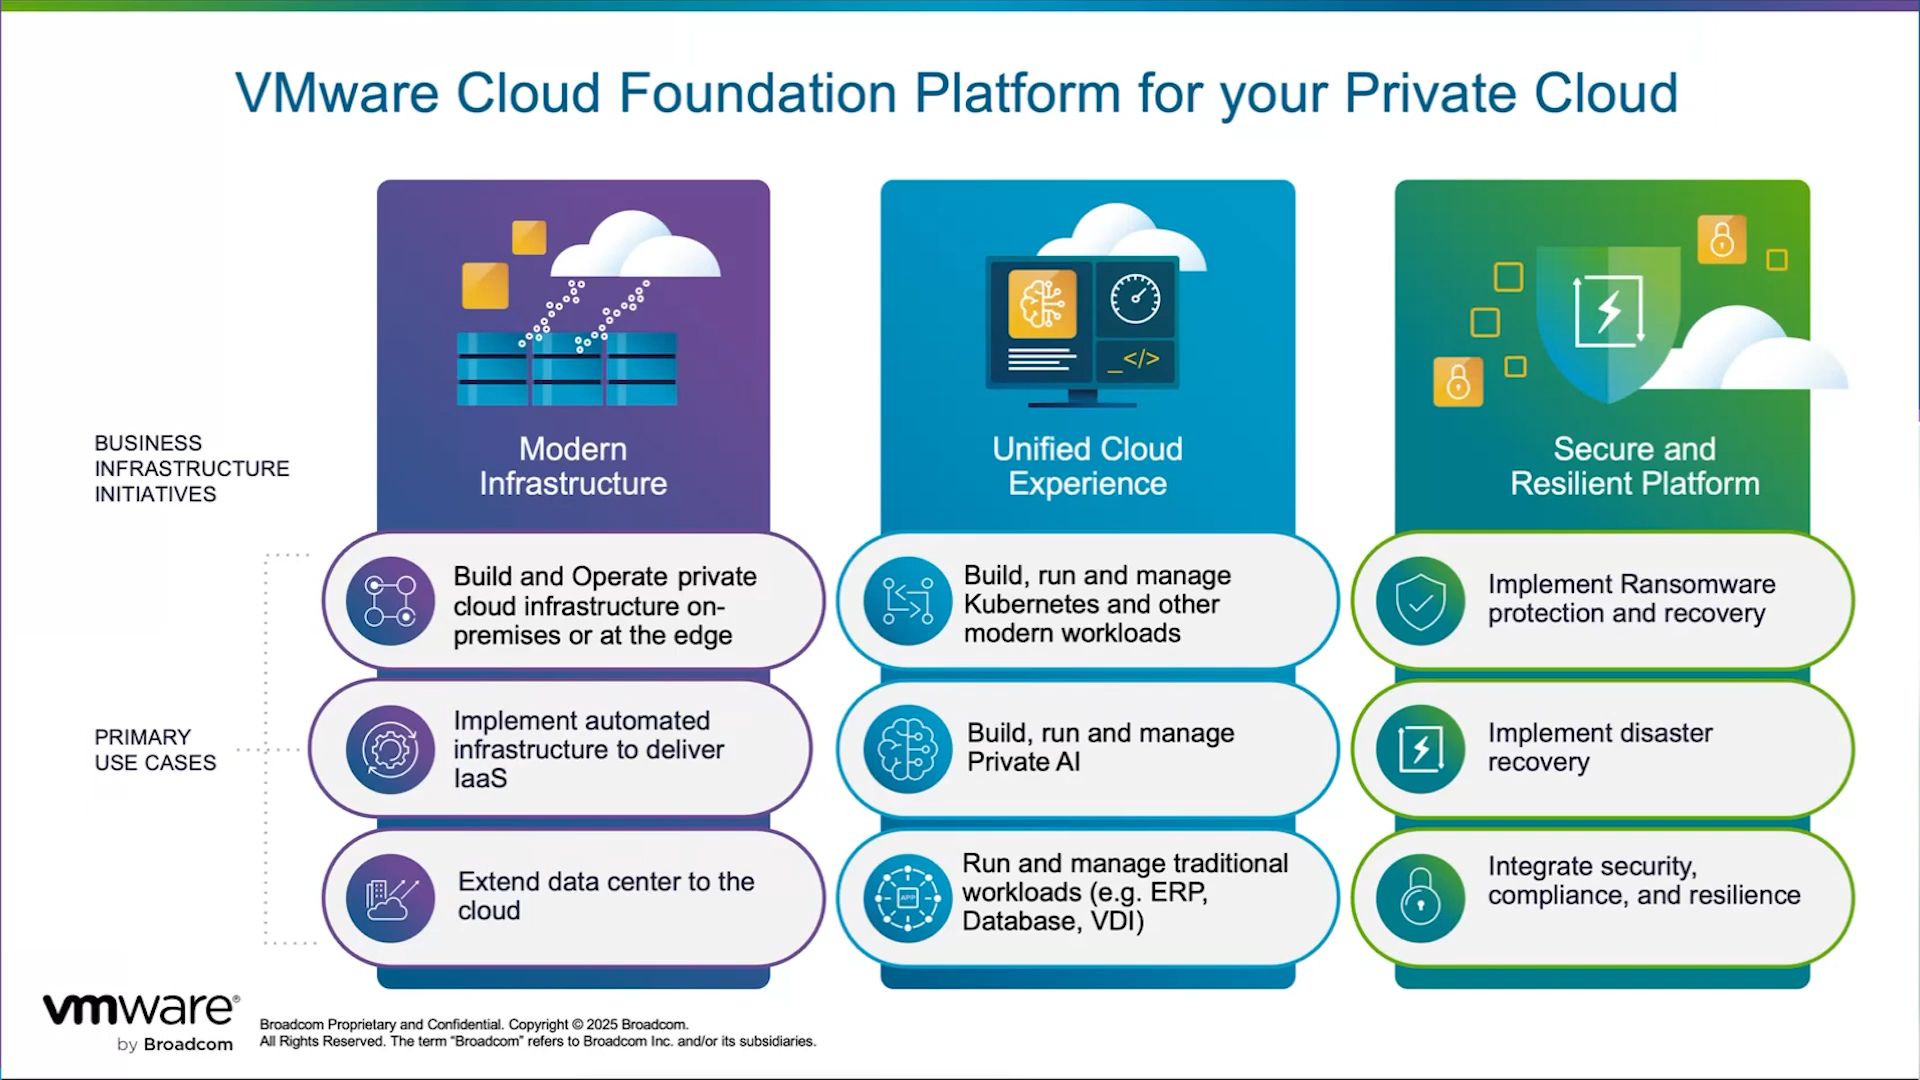 VMware Cloud Foundation Platform for your Private Cloud
BUSINESS
INFRASTRUCTURE
INITIATIVES
Modern
Infrastructure
Unified Cloud
Experience
Secure and
Resilient Platform
_</>
PRIMARY
USE CASES
Build and Operate private
cloud infrastructure on-
premises or at the edge
Implement automated
infrastructure to deliver
IaaS
Extend data center to the
cloud
Build, run and manage
Kubernetes and other
modern workloads
Build, run and manage
Private AI
APP
Run and manage traditional
workloads (e.g. ERP,
Database, VDI)
Implement Ransomware
protection and recovery
Implement disaster
recovery
Integrate security,
compliance, and resilience
vmware®
by Broadcom
Broadcom Proprietary and Confidential. Copyright © 2025 Broadcom.
All Rights Reserved. The term “Broadcom” refers to Broadcom Inc. and/or its subsidiaries.